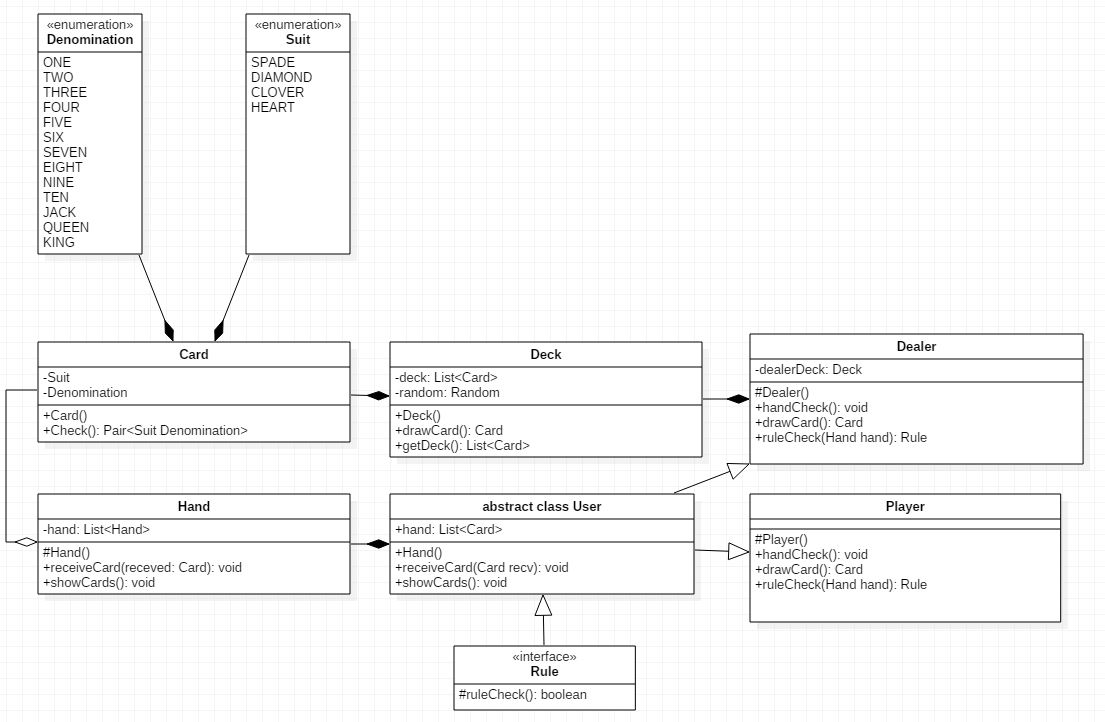 «enumeration»
Denomination
ONE
TWO
THREE
FOUR
FIVE
SIX
SEVEN
EIGHT
NINE
TEN
JACK
QUEEN
KING
«enumeration»
Suit
SPADE
DIAMOND
CLOVER
HEART
Card
-Suit
-Denomination
+Card()
+Check(): Pair<Suit Denomination>
Deck
-deck: List<Card>
-random: Random
+Deck()
+drawCard(): Card
+getDeck(): List<Card>
Dealer
-dealerDeck: Deck
#Dealer()
+handCheck(): void
+drawCard(): Card
+ruleCheck(Hand hand): Rule
Hand
-hand: List<Hand>
#Hand()
+receiveCard(receved: Card): void
+showCards(): void
abstract class User
+hand: List<Card>
+Hand()
+receiveCard(Card recv): void
+showCards(): void
Player
#Player()
+handCheck(): void
+drawCard(): Card
+ruleCheck(Hand hand): Rule
«interface»
Rule
#ruleCheck(): boolean